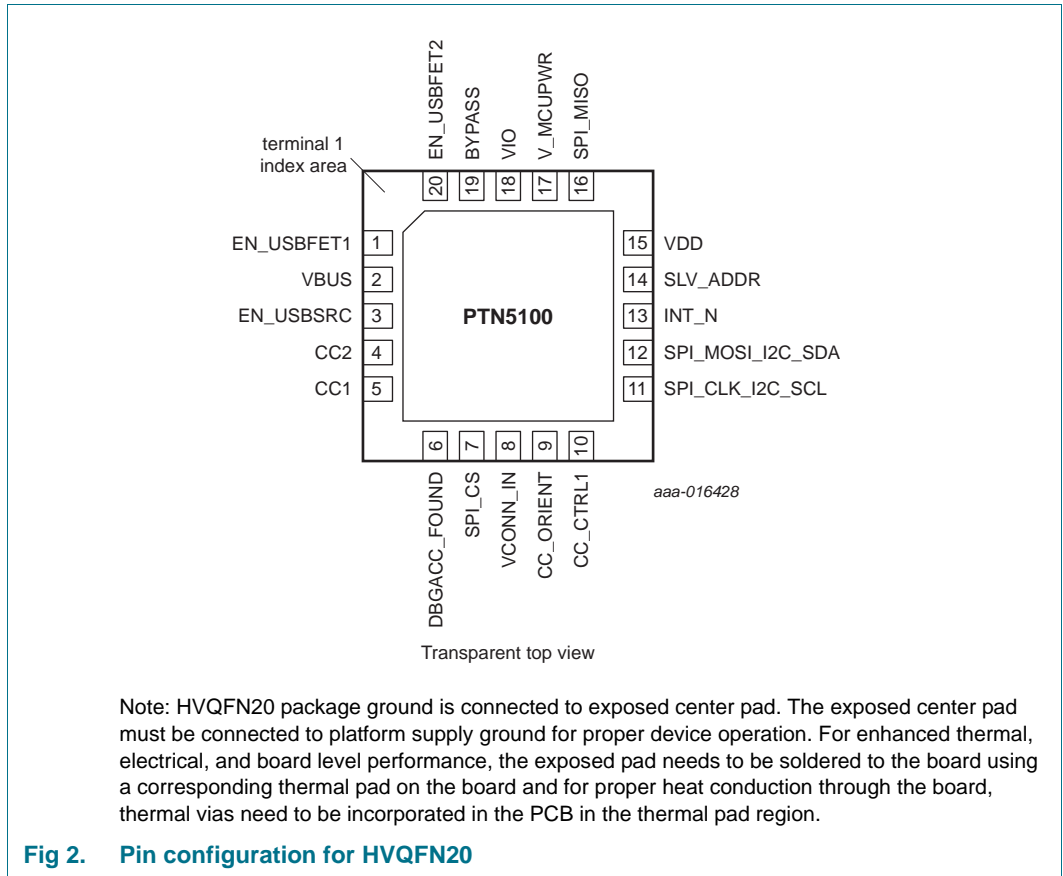 EN_USBFET2
BYPASS
VIO
V_MCUPWR
SPI_MISO
terminal 1
index area
20
19
18
17
16
EN_USBFET1 1
VBUS 2
EN_USBSRC 3
CC2 4
CC1 5
PTN5100
15 VDD
14 SLV_ADDR
13 INT_N
12 SPI_MOSI_I2C_SDA
11 SPI_CLK_I2C_SCL
6
7
8
9
10
DBGACC_FOUND
SPI_CS
VCONN_IN
CC_ORIENT
CC_CTRL1
aaa-016428
Transparent top view
Note: HVQFN20 package ground is connected to exposed center pad. The exposed center pad
must be connected to platform supply ground for proper device operation. For enhanced thermal,
electrical, and board level performance, the exposed pad needs to be soldered to the board using
a corresponding thermal pad on the board and for proper heat conduction through the board,
thermal vias need to be incorporated in the PCB in the thermal pad region.
Fig 2. Pin configuration for HVQFN20